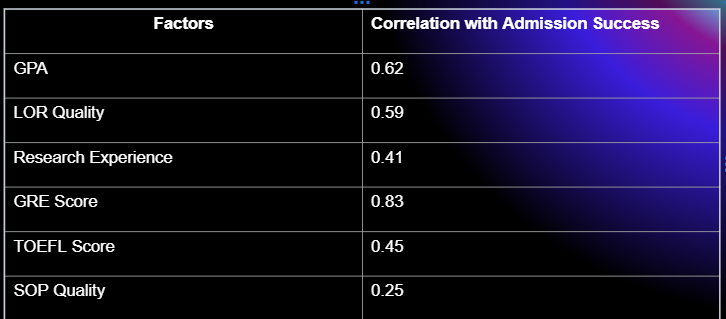 Factors Correlation with Admission Success
GPA 0.62
LOR Quality 0.59
Research Experience 0.41
GRE Score 0.83
TOEFL Score 0.45
SOP Quality 0.25